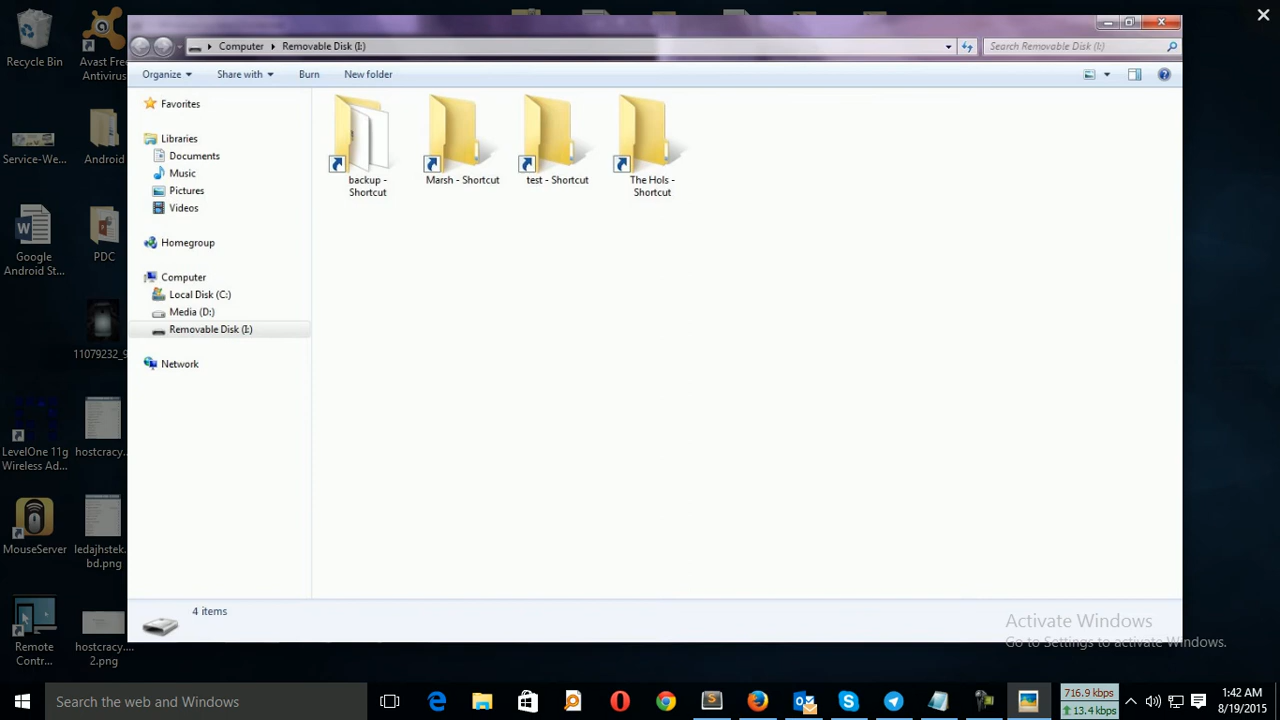 Recycle Bin
Avast Free
Antivirus
Service-We...
Android
Google
Android St...
PDC
11079232_9
LevelOne 11g
Wireless Ad...
hostcracy.
MouseServer
ledajhstek.
bd.png
Remote
Contr...
hostcracy....
2.png
Computer
Removable Disk (I:)
Search Removable Disk (I:)
Organize
Share with
Burn
New folder
Favorites
Libraries
Documents
Music
Pictures
Videos
Homegroup
Computer
Local Disk (C:)
Media (D:)
Removable Disk (I:)
Network
backup -
Shortcut
Marsh - Shortcut
test - Shortcut
The Hols -
Shortcut
4 items
Activate Windows
Go to Settings to activate Windows.
Search the web and Windows
716.9 kbps
13.4 kbps
1:42 AM
8/19/2015